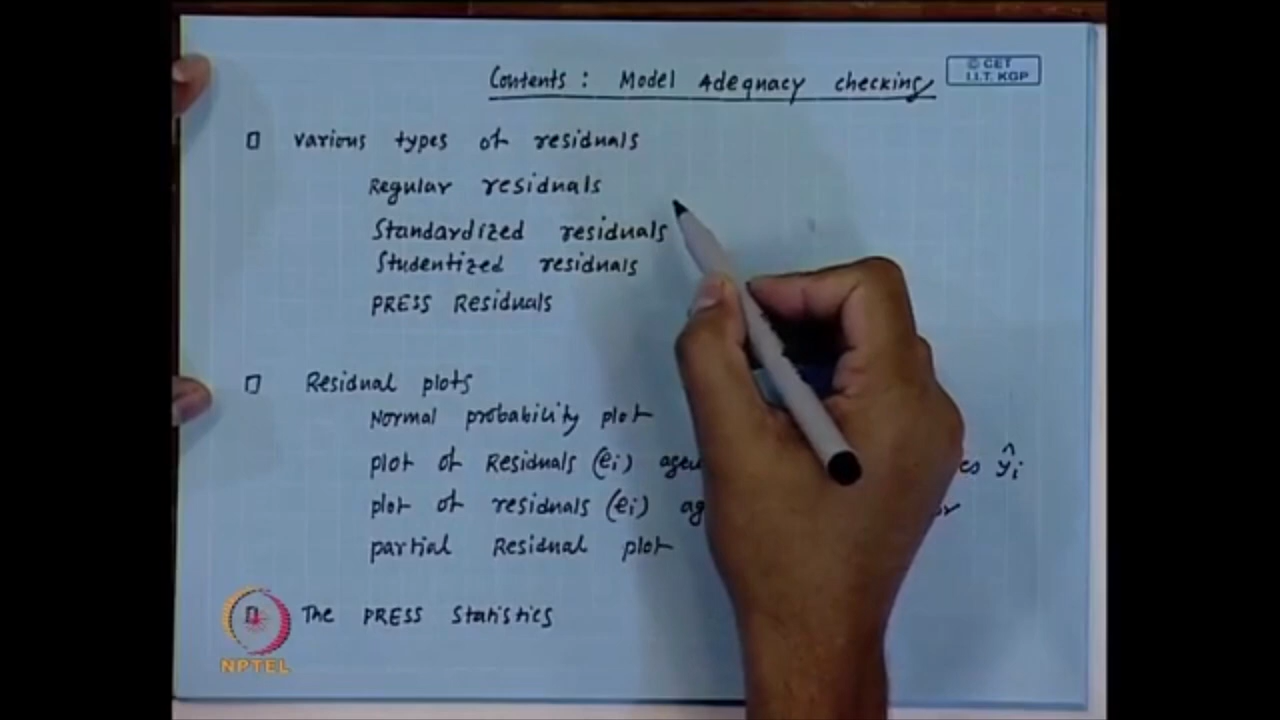 Contents : Model Adequacy checking
© CET
I.I.T. KGP
various types of residuals
Regular residuals
Standardized residuals
Studentized residuals
PRESS Residuals
Residual plots
Normal probability plot
plot of Residuals (ei) ŷi
plot of residuals (ei)
partial Residual plot
The PRESS Statistics
NPTEL